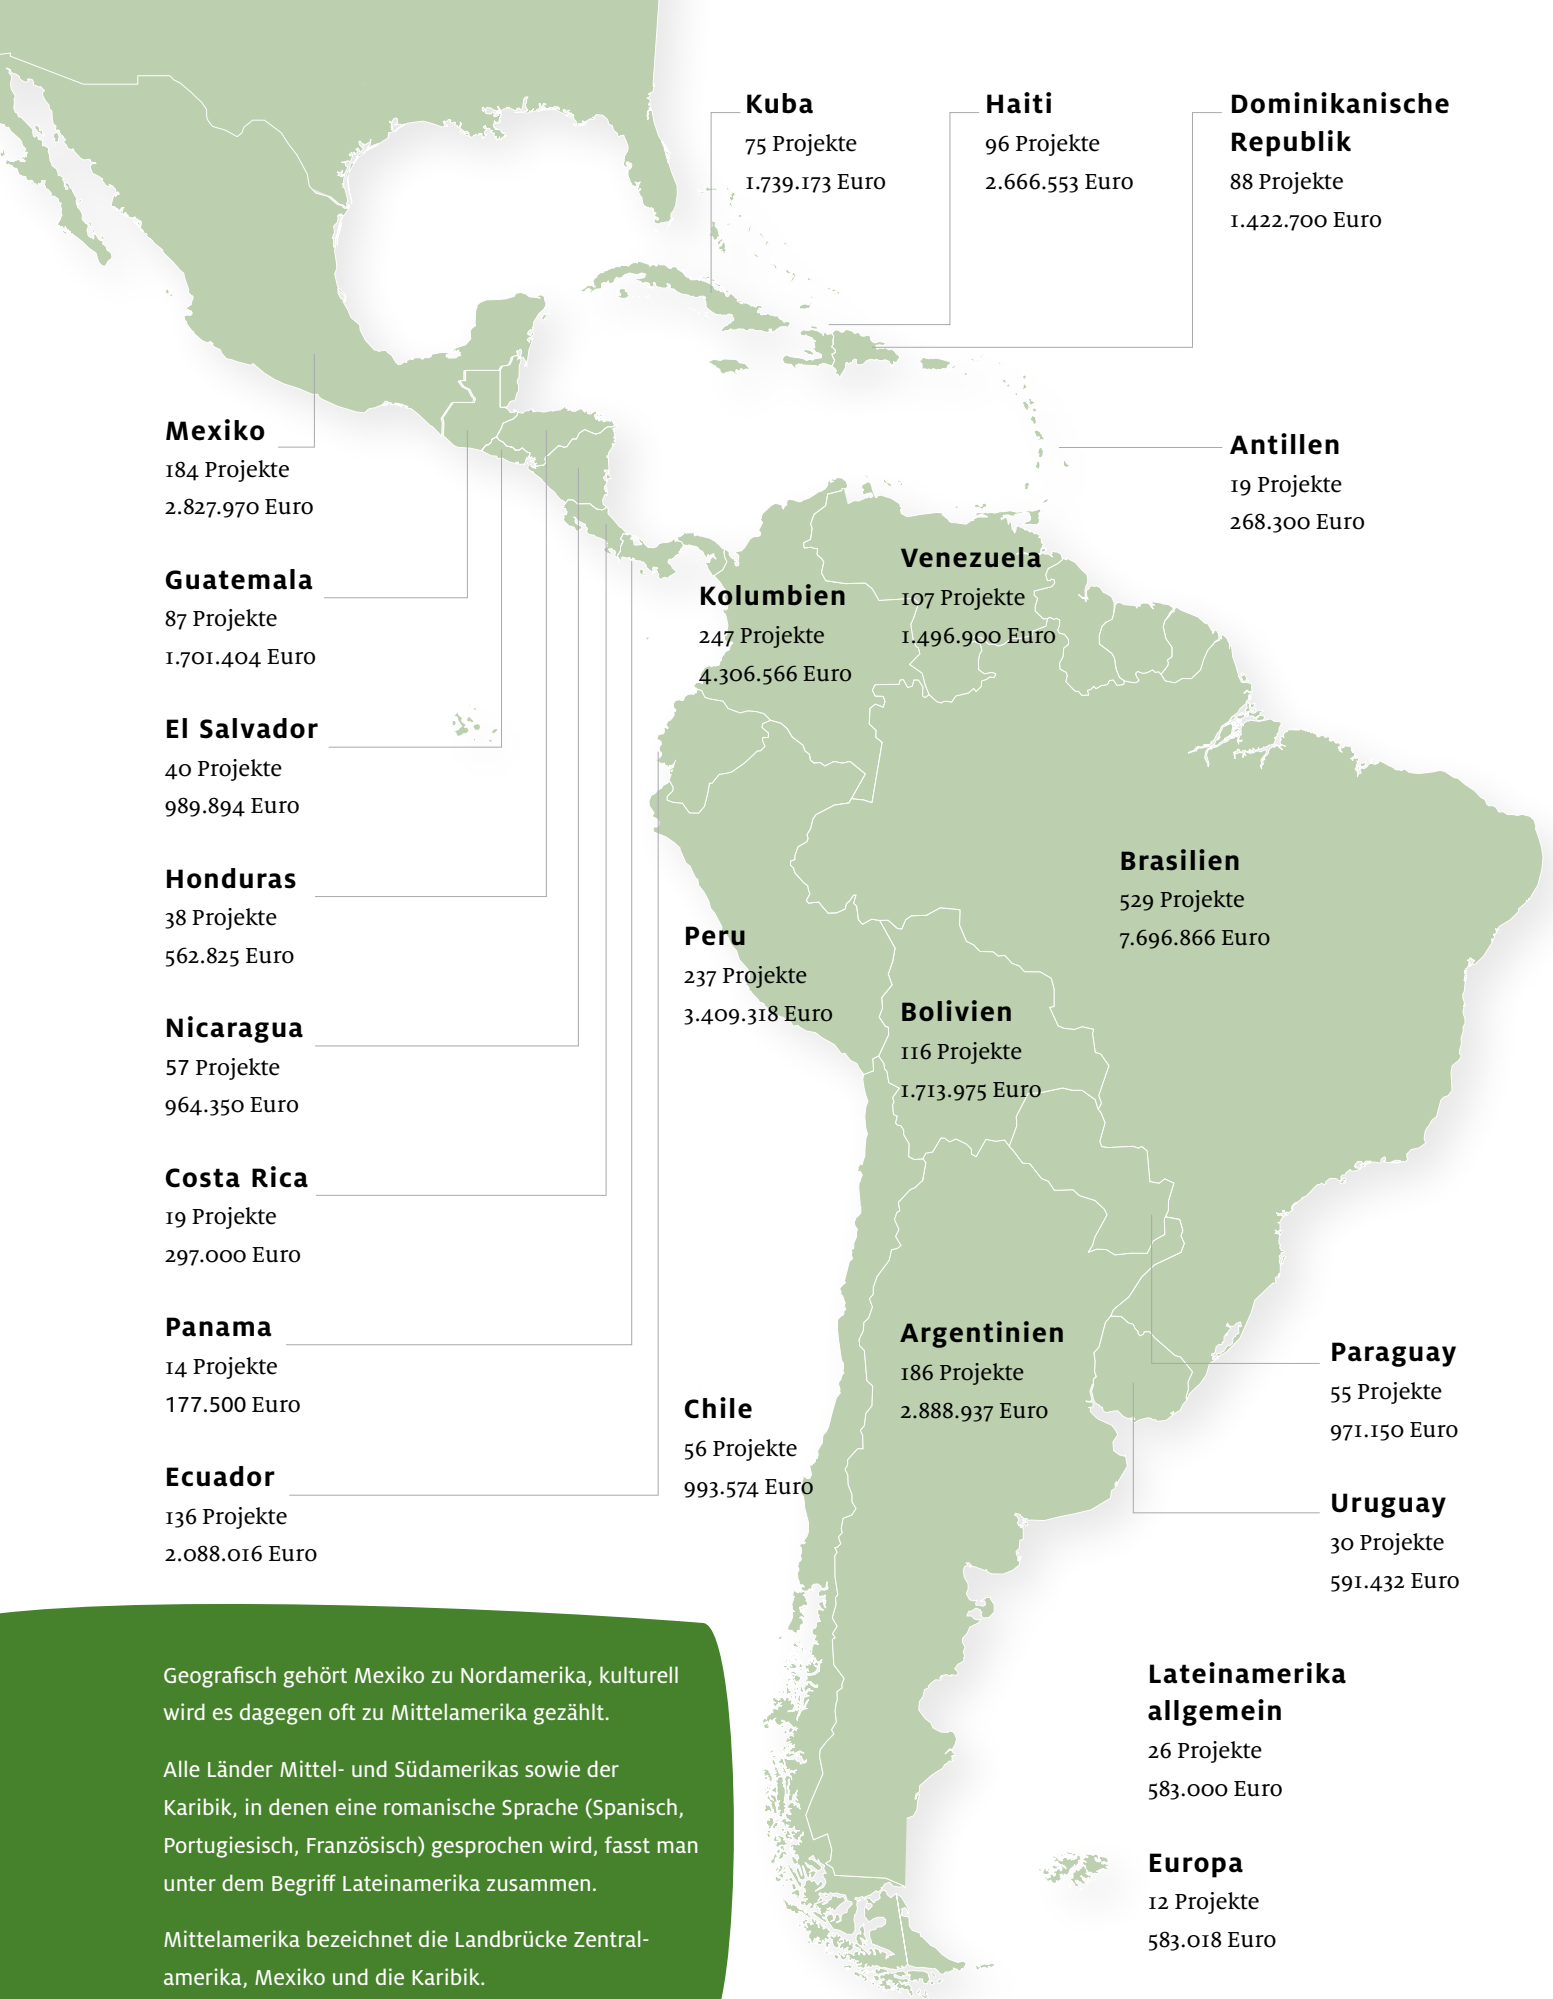 Kuba
75 Projekte
1.739.173 Euro
Haiti
96 Projekte
2.666.553 Euro
Dominikanische
Republik
88 Projekte
1.422.700 Euro
Mexiko
184 Projekte
2.827.970 Euro
Antillen
19 Projekte
268.300 Euro
Guatemala
87 Projekte
1.701.404 Euro
Kolumbien
247 Projekte
4.306.566 Euro
Venezuela
107 Projekte
1.496.900 Euro
El Salvador
40 Projekte
989.894 Euro
Honduras
38 Projekte
562.825 Euro
Peru
237 Projekte
3.409.318 Euro
Brasilien
529 Projekte
7.696.866 Euro
Bolivien
116 Projekte
1.713.975 Euro
Nicaragua
57 Projekte
964.350 Euro
Costa Rica
19 Projekte
297.000 Euro
Panama
14 Projekte
177.500 Euro
Argentinien
186 Projekte
2.888.937 Euro
Chile
56 Projekte
993.574 Euro
Paraguay
55 Projekte
971.150 Euro
Ecuador
136 Projekte
2.088.016 Euro
Uruguay
30 Projekte
591.432 Euro
Lateinamerika
allgemein
26 Projekte
583.000 Euro
Europa
12 Projekte
583.018 Euro
Geografisch gehört Mexiko zu Nordamerika, kulturell
wird es dagegen oft zu Mittelamerika gezählt.
Alle Länder Mittel- und Südamerikas sowie der
Karibik, in denen eine romanische Sprache (Spanisch,
Portugiesisch, Französisch) gesprochen wird, fasst man
unter dem Begriff Lateinamerika zusammen.
Mittelamerika bezeichnet die Landbrücke Zentral-
amerika, Mexiko und die Karibik.